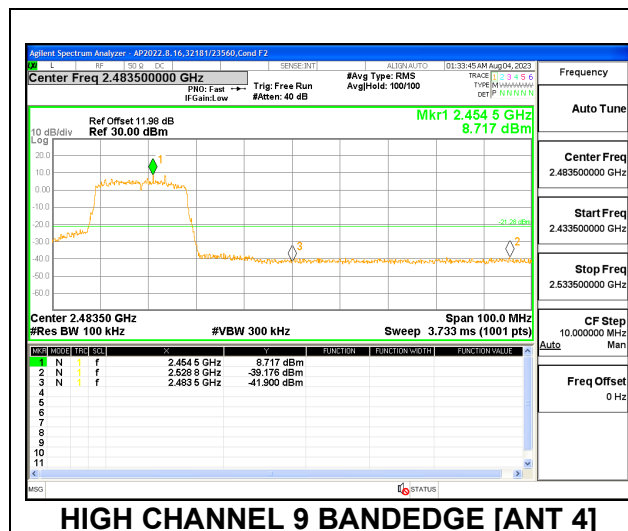 Agilent Spectrum Analyzer - AP2022.8.16,32181/23560,Cond F2
LXI L RF 50 Ω DC SENSE:INT ALIGN AUTO 01:33:45 AM Aug 04, 2023
Center Freq 2.483500000 GHz
PNO: Fast
IFGain:Low
Trig: Free Run
#Atten: 40 dB
#Avg Type: RMS
Avg|Hold: 100/100
TRACE 1 2 3 4 5 6
TYPE M
DET P N N N N N
Frequency
Auto Tune
Center Freq
2.483500000 GHz
Start Freq
2.433500000 GHz
Stop Freq
2.533500000 GHz
CF Step
10.000000 MHz
Auto Man
Freq Offset
0 Hz
Mkr1 2.454 5 GHz
8.717 dBm
Ref Offset 11.98 dB
10 dB/div Ref 30.00 dBm
Log
20.0
10.0
0.00
-10.0
-20.0
-30.0
-40.0
-50.0
-60.0
1
-21.28 dBm
3
2
Center 2.48350 GHz Span 100.0 MHz
#Res BW 100 kHz #VBW 300 kHz Sweep 3.733 ms (1001 pts)
MKR MODE TRC SCL X Y FUNCTION FUNCTION WIDTH FUNCTION VALUE
1 N 1 f 2.454 5 GHz 8.717 dBm
2 N 1 f 2.528 8 GHz -39.176 dBm
3 N 1 f 2.483 5 GHz -41.900 dBm
4
5
6
7
8
9
10
11
MSG STATUS
HIGH CHANNEL 9 BANDEDGE [ANT 4]